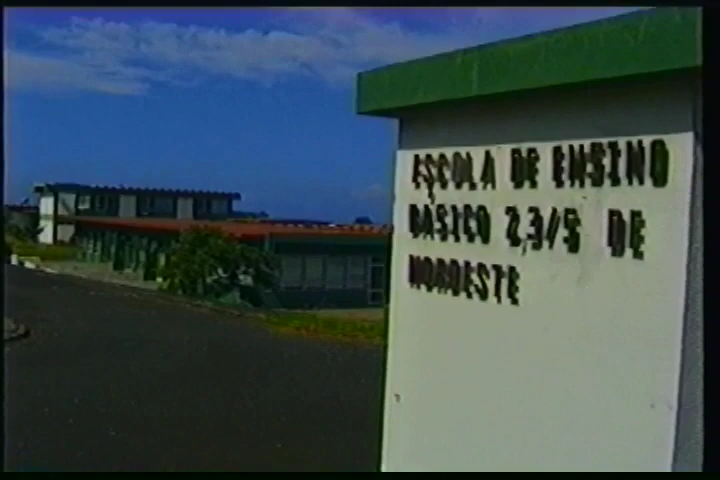 ESCOLA DE ENSINO
BASICO 2,3/S DE
NORDESTE